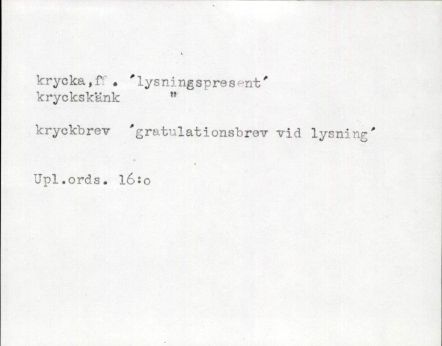 krycka,f. ´lysningspresent´
kryckskänk "
kryckbrev ´gratulationsbrev vid lysning´
Upl.ords. 16:o